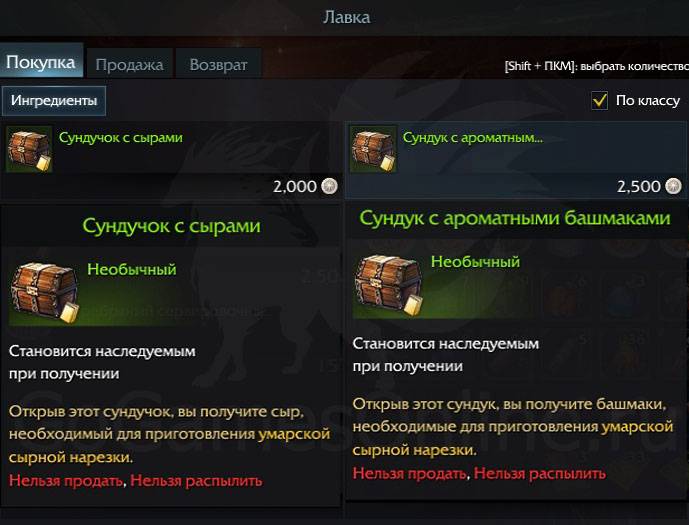 Лавка
Покупка
Продажа
Возврат
[Shift + ПКМ]: выбрать количество
Ингредиенты
По классу
Сундучок с сырами
2,000
Сундук с ароматным...
2,500
Сундучок с сырами
Необычный
Становится наследуемым
при получении
Открыв этот сундучок, вы получите сыр,
необходимый для приготовления умарской
сырной нарезки.
Нельзя продать, Нельзя распылить
Сундук с ароматными башмаками
Необычный
Становится наследуемым
при получении
Открыв этот сундук, вы получите башмаки,
необходимые для приготовления умарской
сырной нарезки.
Нельзя продать, Нельзя распылить